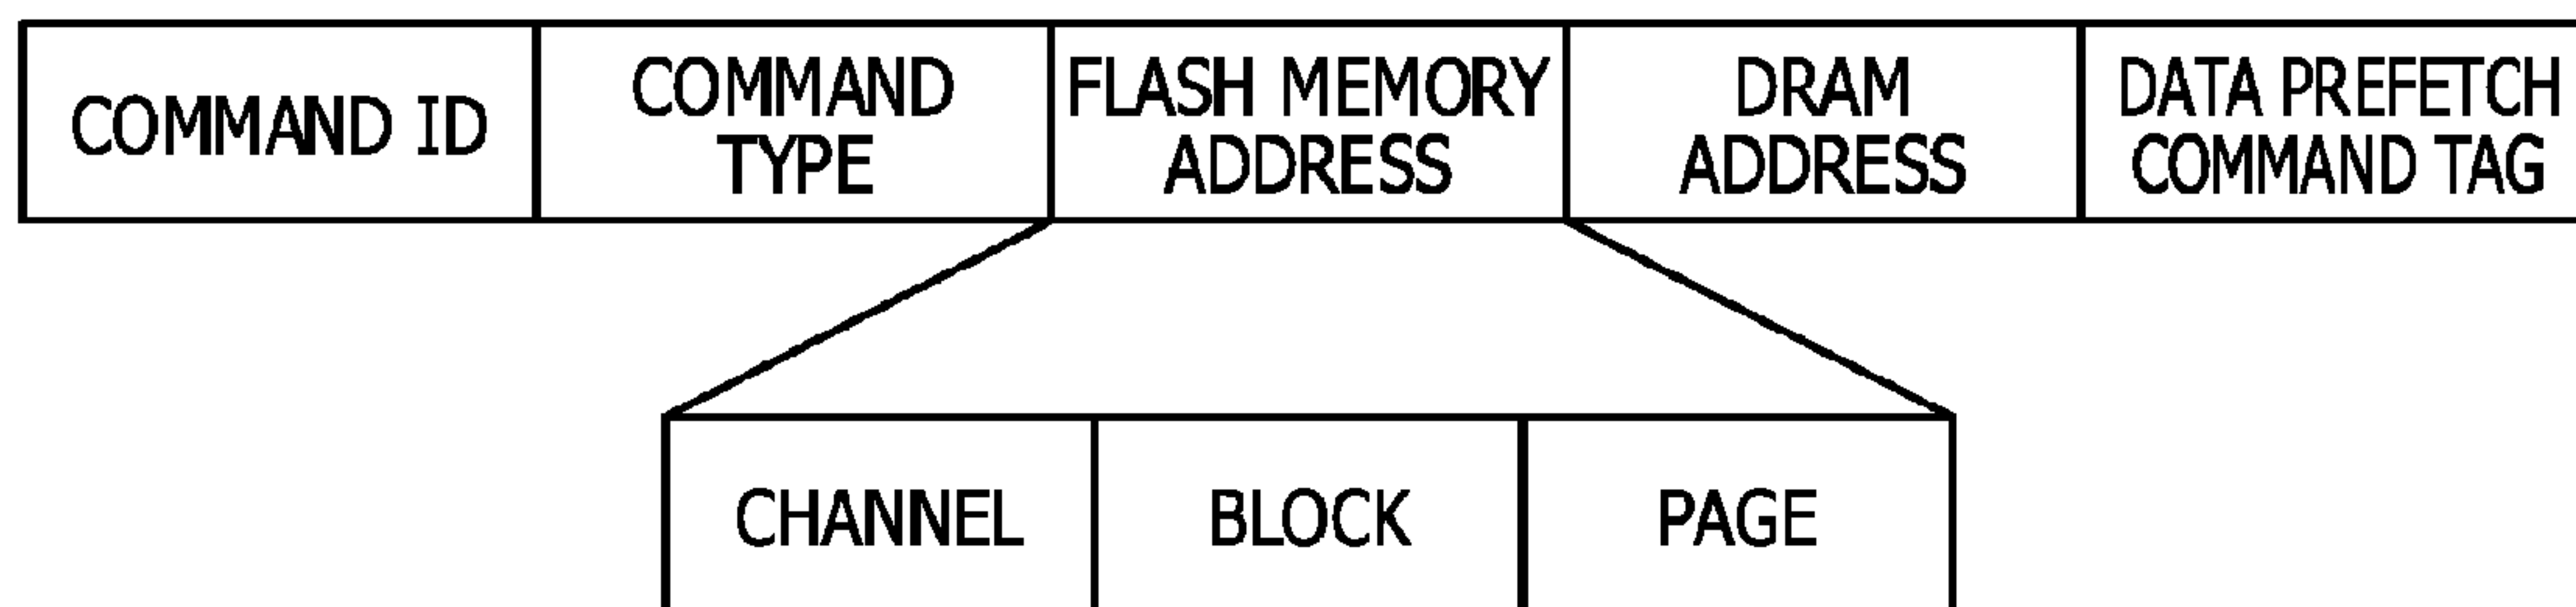 COMMAND ID
COMMAND
TYPE
FLASH MEMORY
ADDRESS
DRAM
ADDRESS
DATA PREFETCH
COMMAND TAG
CHANNEL
BLOCK
PAGE